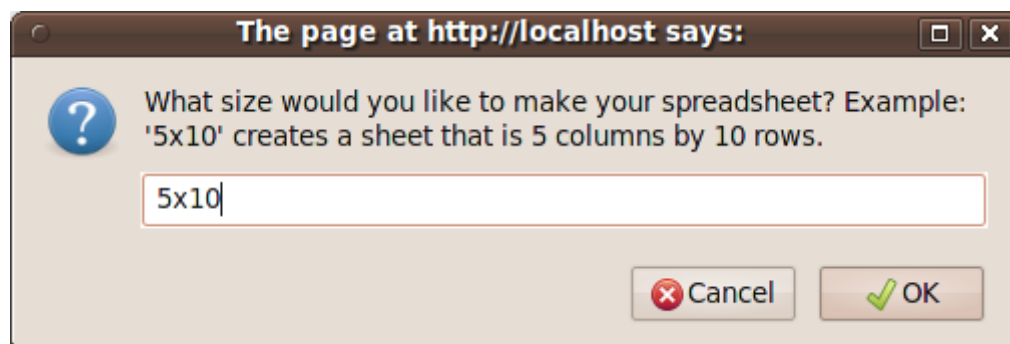 The page at http://localhost says:
What size would you like to make your spreadsheet? Example:
'5x10' creates a sheet that is 5 columns by 10 rows.
5x10
Cancel
OK